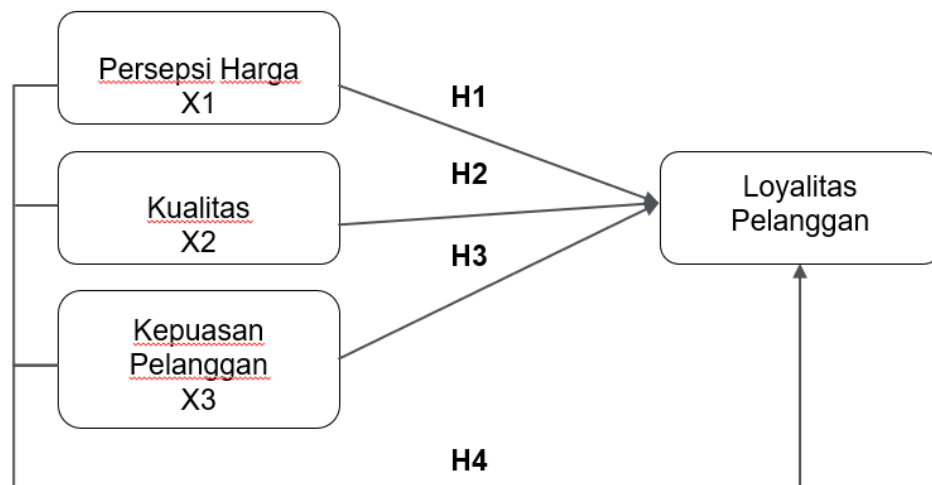 Persepsi Harga
X1
H1
H2
Kualitas
X2
Loyalitas
Pelanggan
H3
Kepuasan
Pelanggan
X3
H4